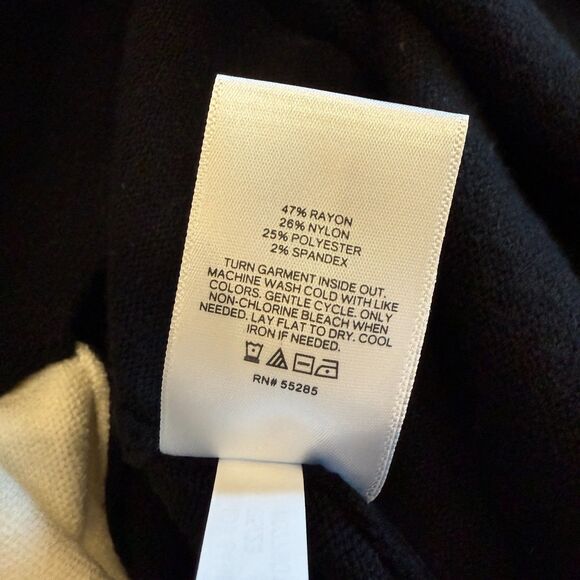 47% RAYON
26% NYLON
25% POLYESTER
2% SPANDEX
TURN GARMENT INSIDE OUT,
MACHINE WASH COLD WITH LIKE
COLORS. GENTLE CYCLE. ONLY
NON-CHLORINE BLEACH WHEN
NEEDED. LAY FLAT TO DRY. COOL
IRON IF NEEDED.
RN# 55285